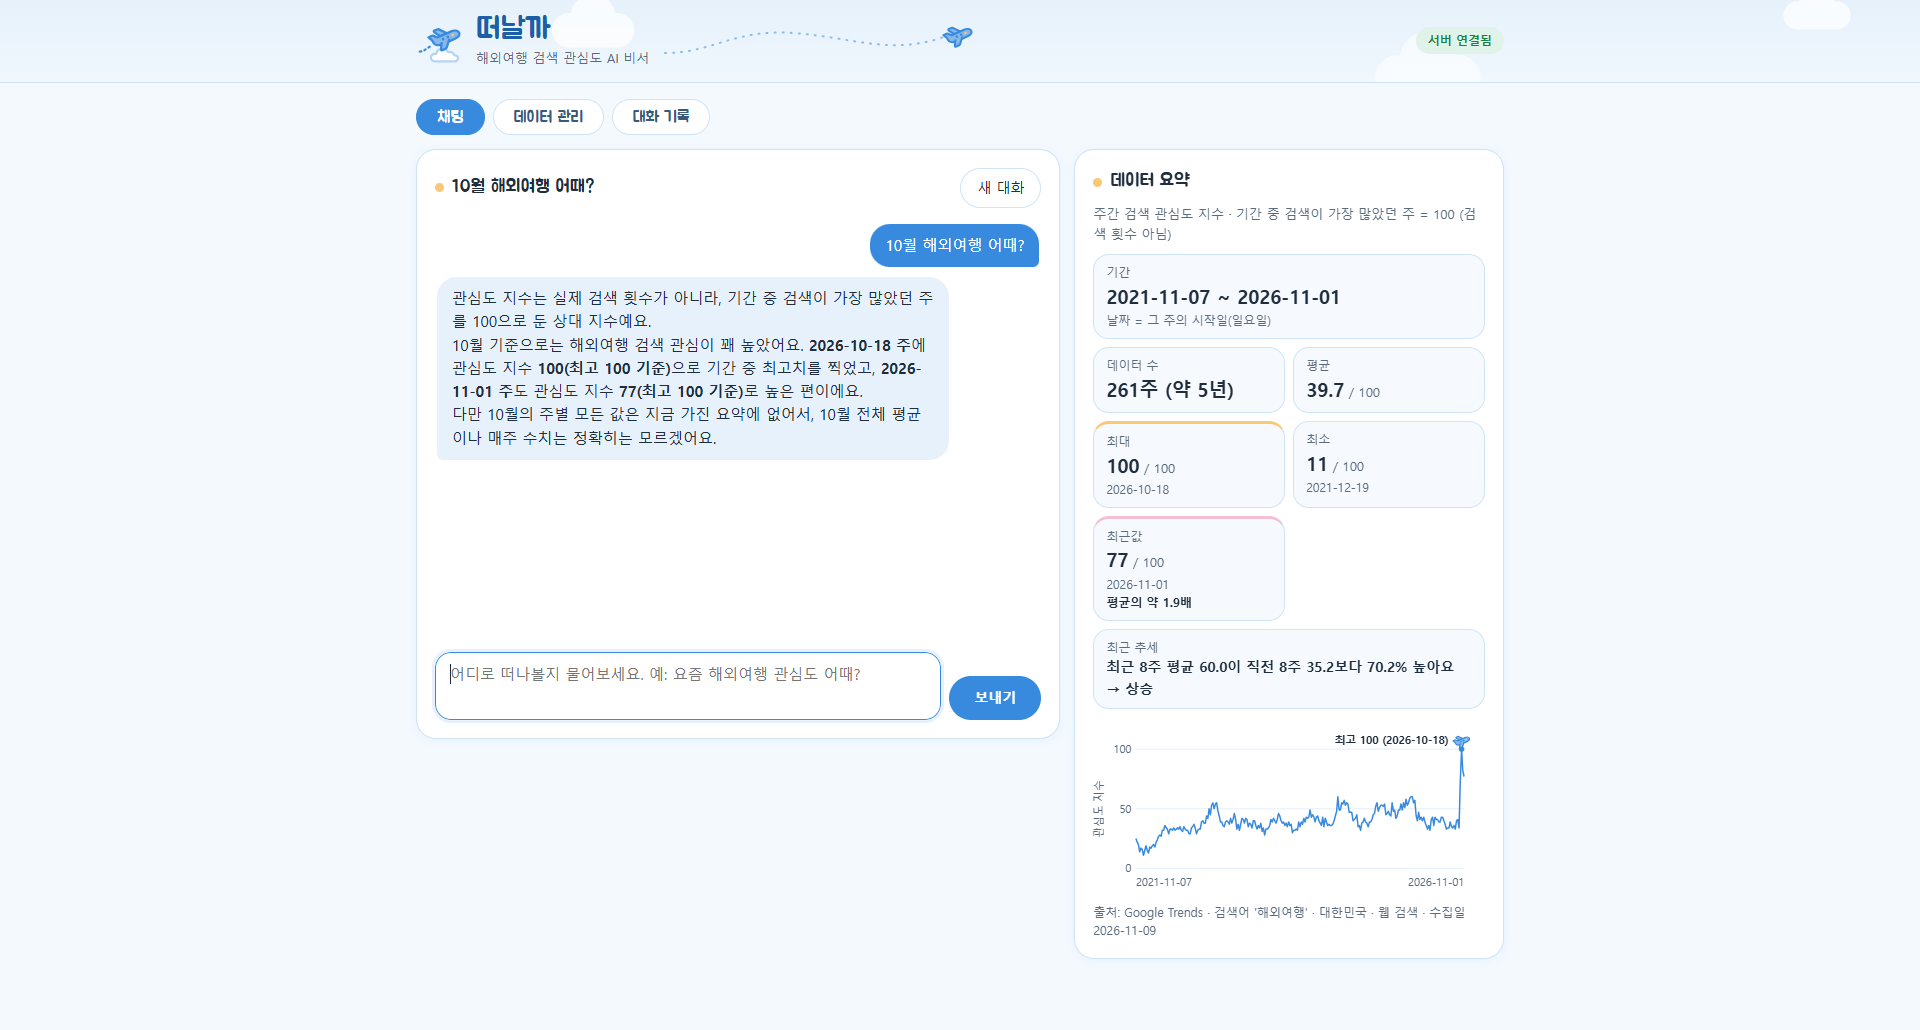 떠날까
해외여행 검색 관심도 AI 비서
서버 연결됨
채팅
데이터 관리
대화 기록
10월 해외여행 어때?
새 대화
10월 해외여행 어때?
관심도 지수는 실제 검색 횟수가 아니라, 기간 중 검색이 가장 많았던 주
를 100으로 둔 상대 지수예요.
10월 기준으로는 해외여행 검색 관심이 꽤 높았어요. 2026-10-18 주에
관심도 지수 100(최고 100 기준)으로 기간 중 최고치를 찍었고, 2026-
11-01 주도 관심도 지수 77(최고 100 기준)로 높은 편이에요.
다만 10월의 주별 모든 값은 지금 가진 요약에 없어서, 10월 전체 평균
이나 매주 수치는 정확히는 모르겠어요.
어디로 떠나볼지 물어보세요. 예: 요즘 해외여행 관심도 어때?
보내기
데이터 요약
주간 검색 관심도 지수 · 기간 중 검색이 가장 많았던 주 = 100 (검
색 횟수 아님)
기간
2021-11-07 ~ 2026-11-01
날짜 = 그 주의 시작일(일요일)
데이터 수
261주 (약 5년)
평균
39.7 / 100
최대
100 / 100
2026-10-18
최소
11 / 100
2021-12-19
최근값
77 / 100
2026-11-01
평균의 약 1.9배
최근 추세
최근 8주 평균 60.0이 직전 8주 35.2보다 70.2% 높아요
→ 상승
최고 100 (2026-10-18)
100
관심도 지수
50
0
2021-11-07
2026-11-01
출처: Google Trends · 검색어 '해외여행' · 대한민국 · 웹 검색 · 수집일
2026-11-09